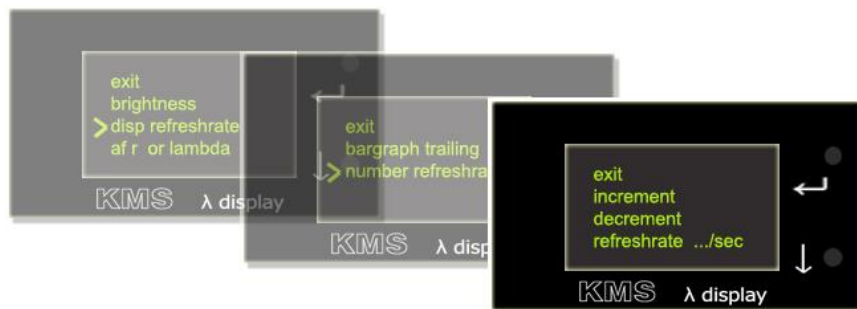 exit
brightness
> disp refreshrate
af r or lambda
KMS λ display
exit
bargraph trailing
> number refreshra
KMS λ disp
exit
increment
decrement
refreshrate .../sec
KMS λ display